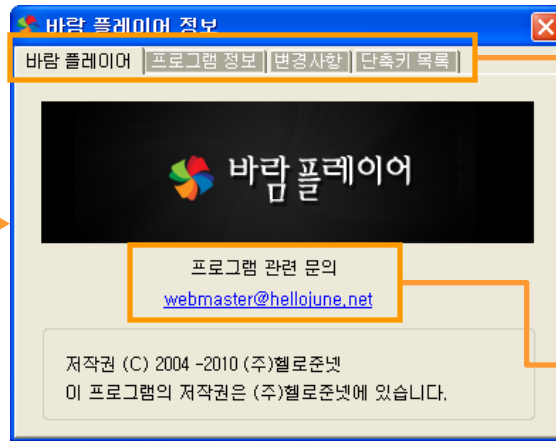 바람 플레이어 정보
바람 플레이어 프로그램 정보 변경사항 단축키 목록
바람플레이어
프로그램 관련 문의
webmaster@hellojune.net
저작권 (C) 2004 -2010 (주)헬로준넷
이 프로그램의 저작권은 (주)헬로준넷에 있습니다.